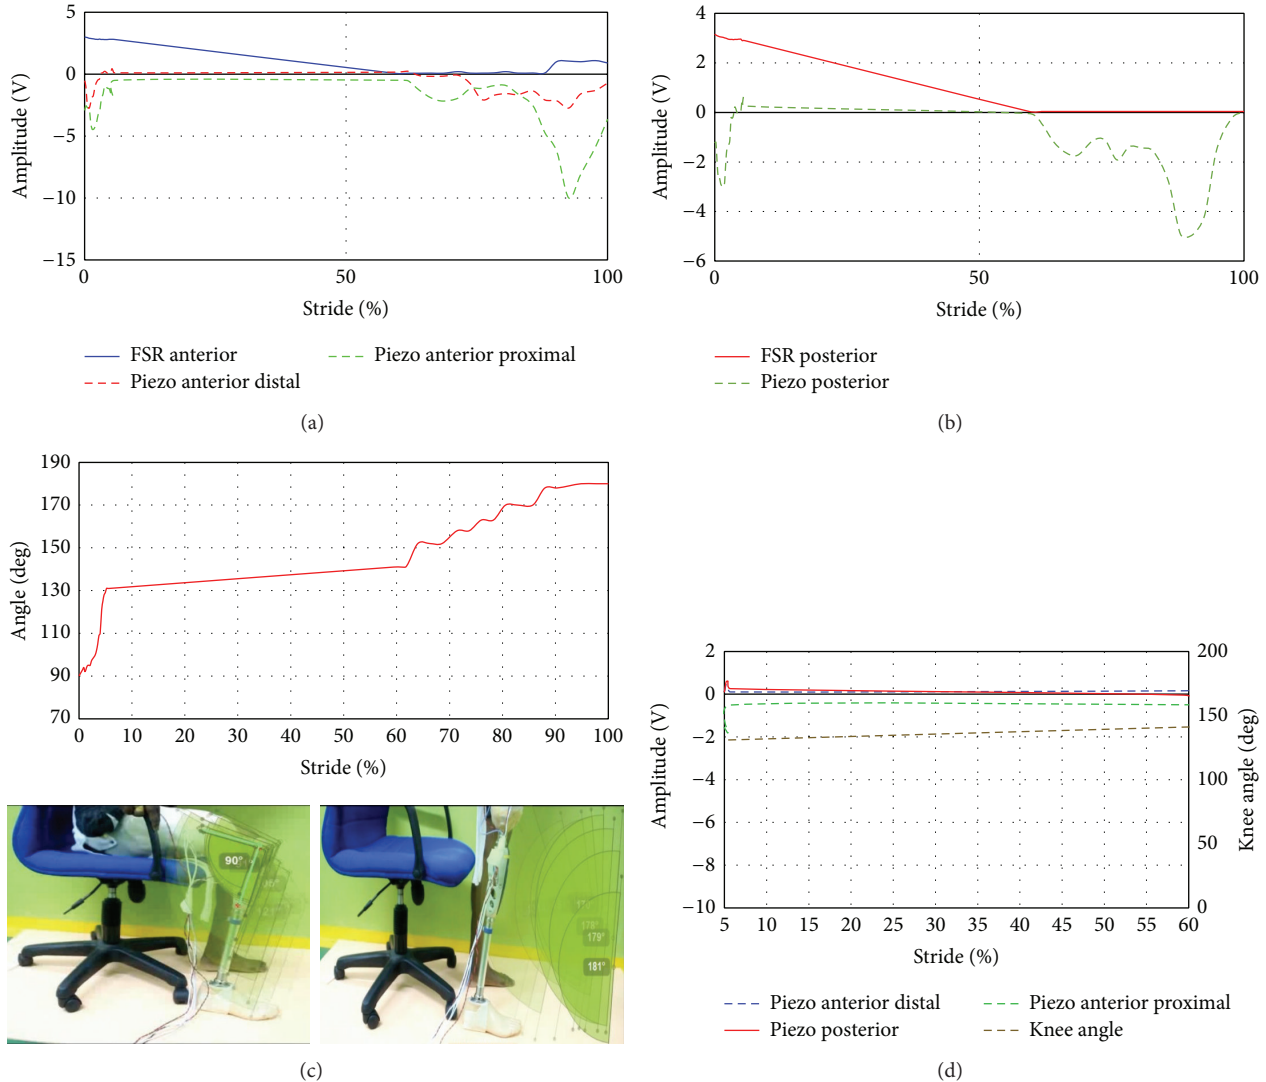 5
0
−5
−10
−15
0
50
100
Amplitude (V)
Stride (%)
FSR anterior
Piezo anterior proximal
Piezo anterior distal
(a)
4
2
0
−2
−4
−6
0
50
100
Amplitude (V)
Stride (%)
FSR posterior
Piezo posterior
(b)
190
170
150
130
110
90
70
0 10 20 30 40 50 60 70 80 90 100
Angle (deg)
Stride (%)
90°
178°
179°
181°
(c)
2
0
−2
−4
−6
−8
−10
200
150
100
50
0
5 10 15 20 25 30 35 40 45 50 55 60
Amplitude (V)
Knee angle (deg)
Stride (%)
Piezo anterior distal
Piezo anterior proximal
Piezo posterior
Knee angle
(d)